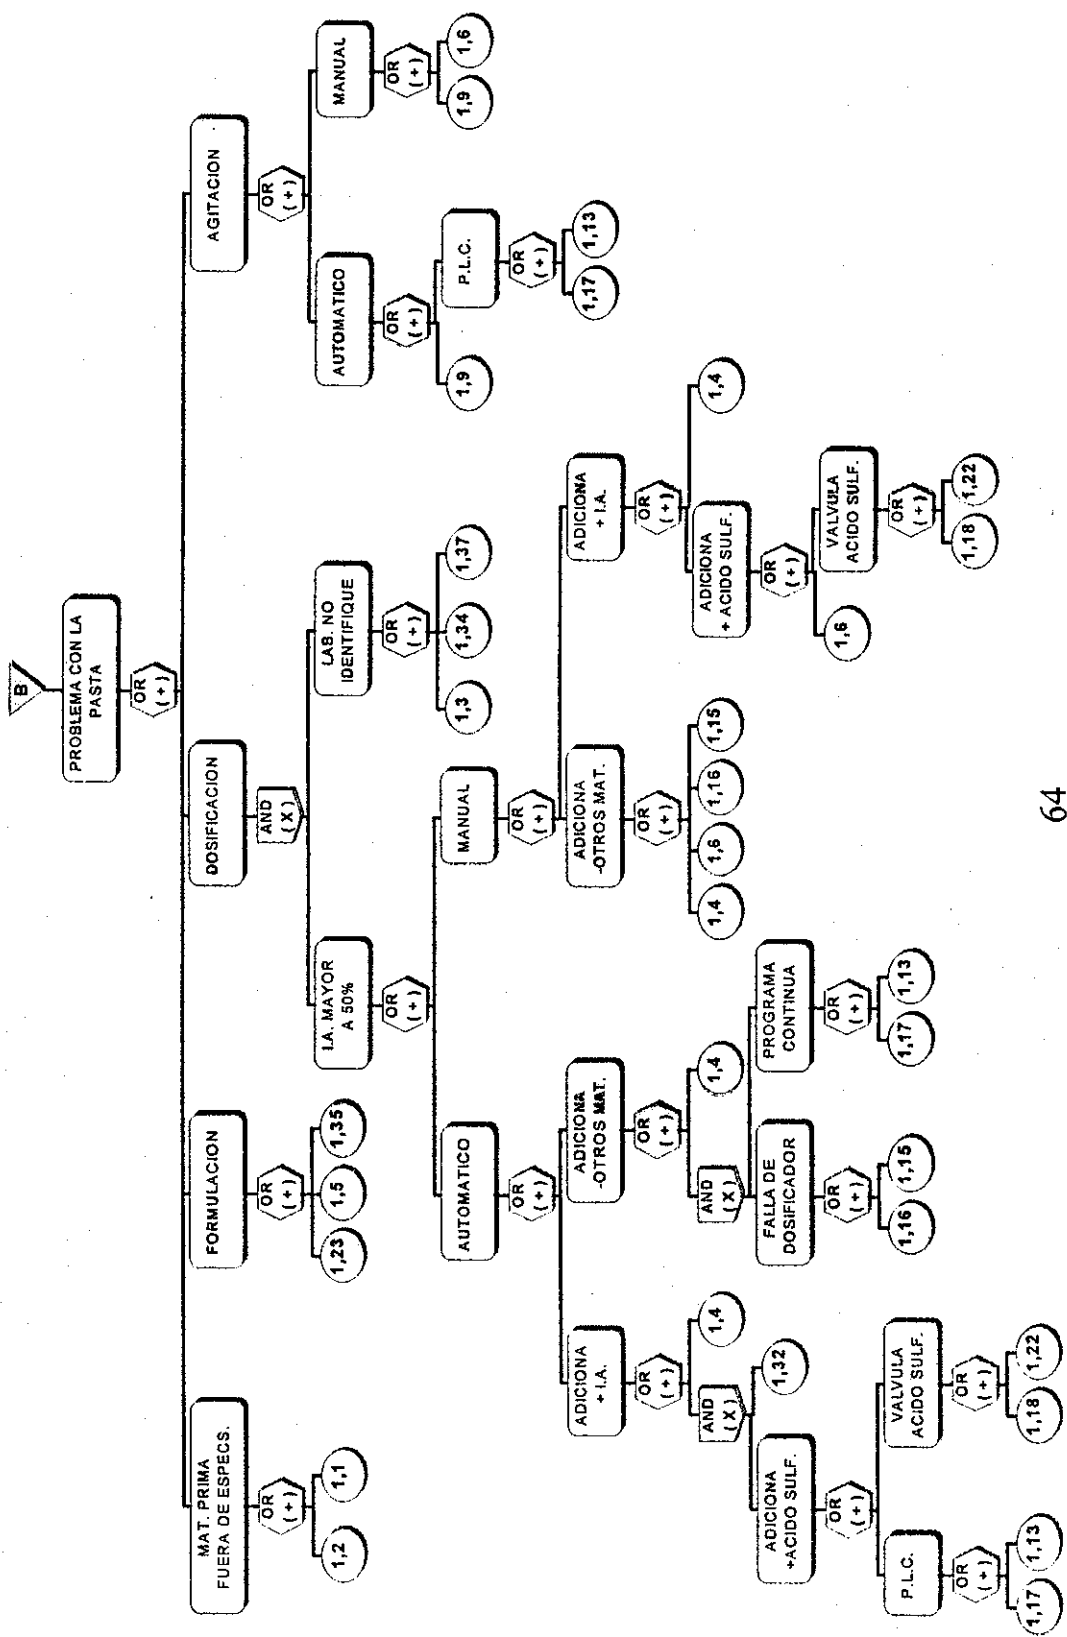 B
PROBLEMA CON LA
PASTA
OR
(+)
MAT. PRIMA
FUERA DE ESPECS.
OR
(+)
1,2
1,1
FORMULACION
OR
(+)
1,23
1,5
1,35
DOSIFICACION
AND
(X)
AGITACION
OR
(+)
I.A. MAYOR
A 50%
OR
(+)
LAB. NO
IDENTIFIQUE
OR
(+)
1,3
1,34
1,37
AUTOMATICO
OR
(+)
1,9
P.L.C.
OR
(+)
1,17
1,13
MANUAL
OR
(+)
1,9
1,6
AUTOMATICO
OR
(+)
MANUAL
OR
(+)
ADICIONA
+ I.A.
OR
(+)
AND
(X)
1,4
ADICIONA
+ACIDO SULF.
OR
(+)
1,32
P.L.C.
OR
(+)
1,17
1,13
VALVULA
ACIDO SULF.
OR
(+)
1,18
1,22
ADICIONA
-OTROS MAT.
OR
(+)
AND
(X)
1,4
FALLA DE
DOSIFICADOR
OR
(+)
1,16
1,15
PROGRAMA
CONTINUA
OR
(+)
1,17
1,13
ADICIONA
-OTROS MAT.
OR
(+)
1,4
1,6
1,16
1,15
ADICIONA
+ I.A.
OR
(+)
ADICIONA
+ ACIDO SULF.
OR
(+)
1,4
1,6
VALVULA
ACIDO SULF.
OR
(+)
1,18
1,22
64